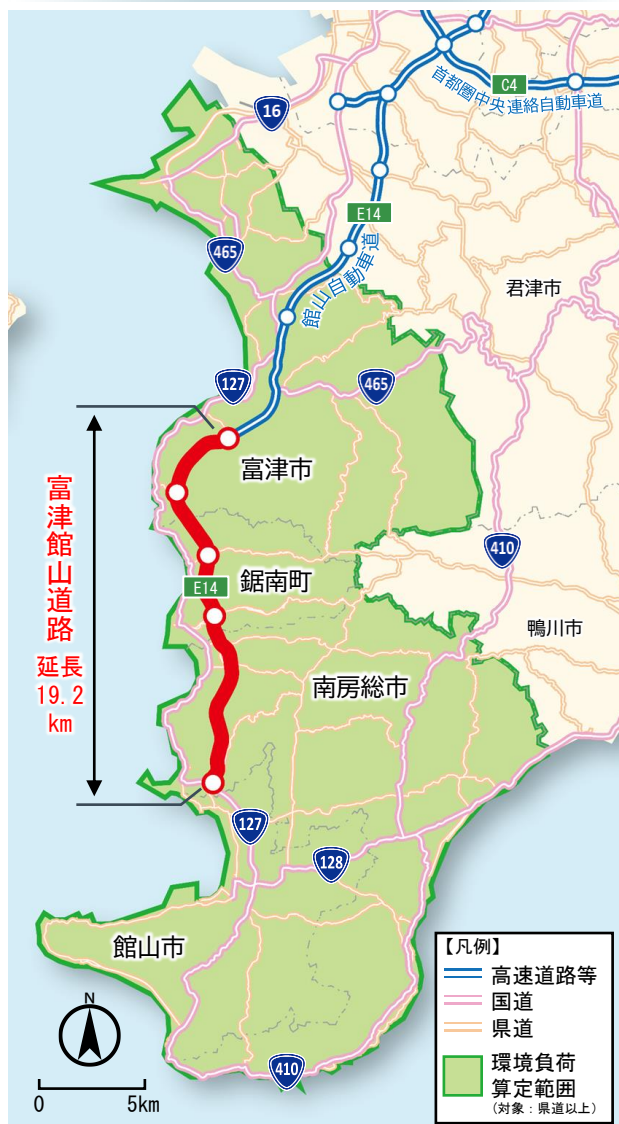 C4
首都圏中央連絡自動車道
16
E14
館山自動車道
465
君津市
127
465
富津市
410
鋸南町
E14
鴨川市
富津館山道路
延長
19.2
km
南房総市
127
128
館山市
410
N
0 5km
【凡例】
高速道路等
国道
県道
環境負荷
算定範囲
(対象:県道以上)